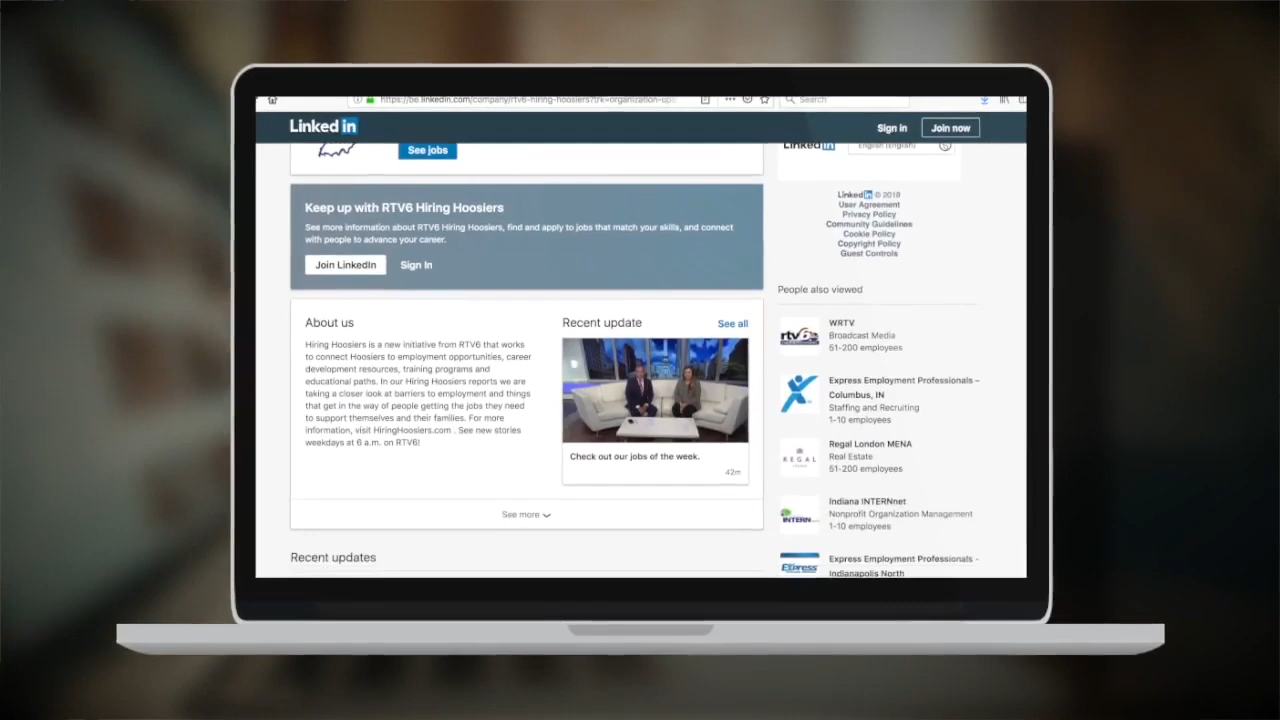 https://be.linkedin.com/company/rtv6-hiring-hoosiers?trk=organization-up
Search
Linked in
Sign in
Join now
See jobs
Linked in
English (English)
Keep up with RTV6 Hiring Hoosiers
See more information about RTV6 Hiring Hoosiers, find and apply to jobs that match your skills, and connect
with people to advance your career.
Join LinkedIn
Sign In
Linked in © 2019
User Agreement
Privacy Policy
Community Guidelines
Cookie Policy
Copyright Policy
Guest Controls
About us
Hiring Hoosiers is a new initiative from RTV6 that works
to connect Hoosiers to employment opportunities, career
development resources, training programs and
educational paths. In our Hiring Hoosiers reports we are
taking a closer look at barriers to employment and things
that get in the way of people getting the jobs they need
to support themselves and their families. For more
information, visit HiringHoosiers.com . See new stories
weekdays at 6 a.m. on RTV6!
Recent update
See all
Check out our jobs of the week.
42m
See more
Recent updates
People also viewed
rtv6
WRTV
Broadcast Media
51-200 employees
Express Employment Professionals –
Columbus, IN
Staffing and Recruiting
1-10 employees
REGAL
Regal London MENA
Real Estate
51-200 employees
INTERN
Indiana INTERNnet
Nonprofit Organization Management
1-10 employees
Express
Express Employment Professionals -
Indianapolis North